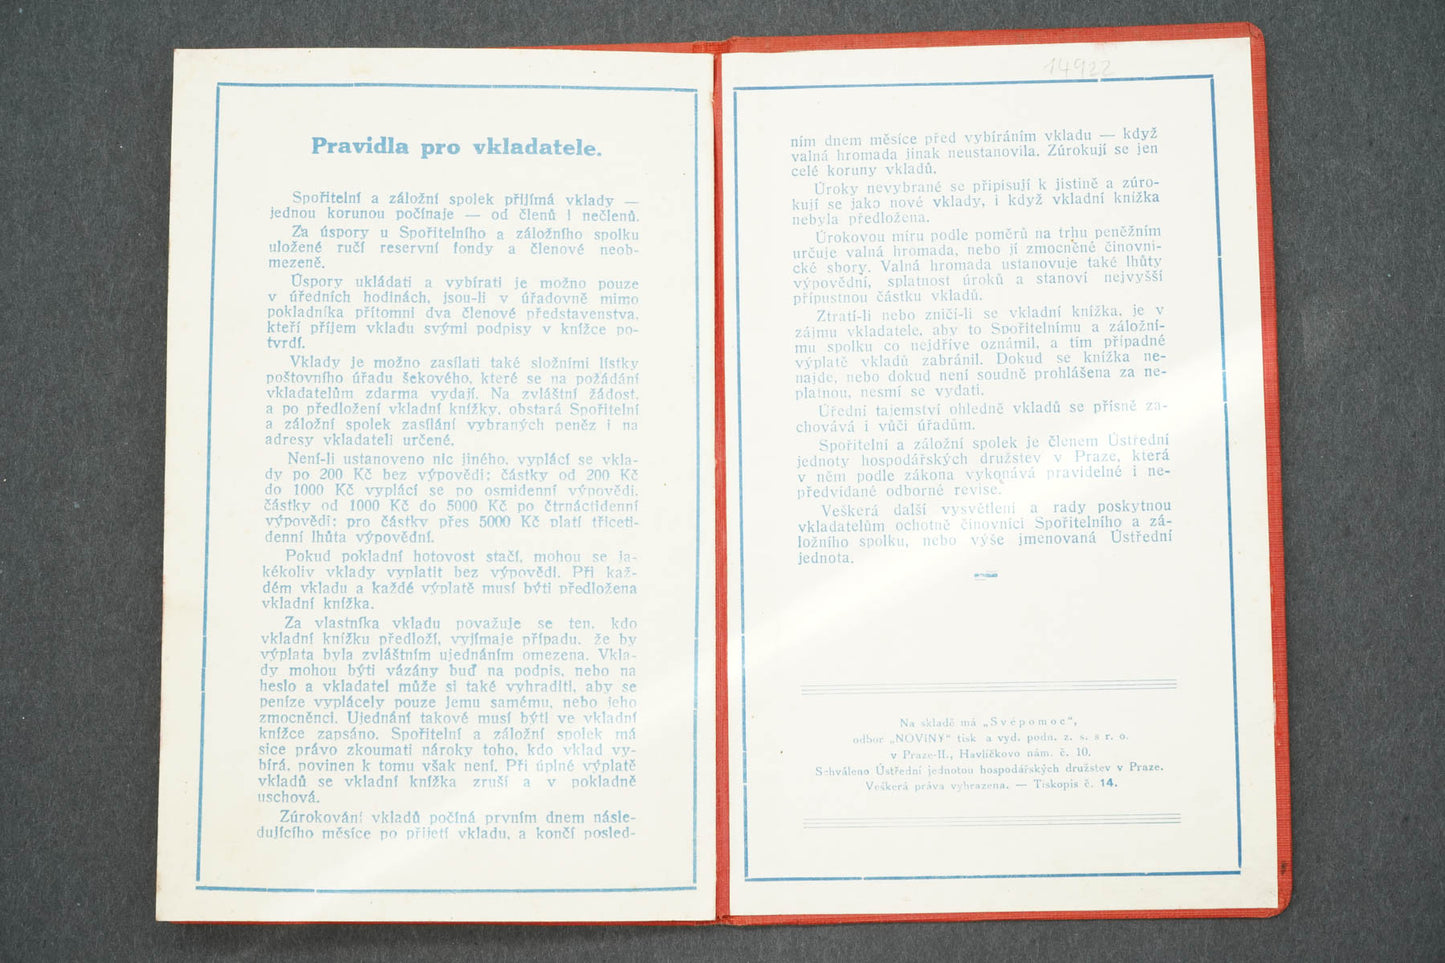 Pravidla pro vkladatele.
Spořitelní a záložní spolek přijímá vklady —
jednou korunou počínaje — od členů i nečlenů.
Za úspory u Spořitelního a záložního spolku
uložené ručí reservní fondy a členové neob-
mezeně.
Úspory ukládati a vybírati je možno pouze
v úředních hodinách, jsou-li v úřadovně mimo
pokladníka přítomni dva členové představenstva,
kteří příjem vkladu svými podpisy v knížce po-
tvrdí.
Vklady je možno zasílati také složními lístky
poštovního úřadu šekového, které se na požádání
vkladatelům zdarma vydají. Na zvláštní žádost,
a po předložení vkladní knížky, obstará Spořitelní
a záložní spolek zasílání vybraných peněz i na
adresy vkladateli určené.
Není-li ustanoveno nic jiného, vyplácí se vkla-
dy po 200 Kč bez výpovědi; částky od 200 Kč
do 1000 Kč vyplácí se po osmidenní výpovědi,
částky od 1000 Kč do 5000 Kč po čtrnáctidenní
výpovědi; pro částky přes 5000 Kč platí třiceti-
denní lhůta výpovědní.
Pokud pokladní hotovost stačí, mohou se ja-
kékoliv vklady vyplatit bez výpovědi. Při kaž-
dém vkladu a každé výplatě musí býti předložena
vkladní knížka.
Za vlastníka vkladu považuje se ten, kdo
vkladní knížku předloží, vyjímaje případu, že by
výplata byla zvláštním ujednáním omezena. Vkla-
dy mohou býti vázány buď na podpis, nebo na
heslo a vkladatel může si také vyhraditi, aby se
peníze vyplácely pouze jemu samému, nebo jeho
zmocněnci. Ujednání takové musí býti ve vkladní
knížce zapsáno. Spořitelní a záložní spolek má
sice právo zkoumati nároky toho, kdo vklad vy-
bírá, povinen k tomu však není. Při úplné výplatě
vkladů se vkladní knížka zruší a v pokladně
uschová.
Zúrokování vkladů počíná prvním dnem násle-
dujícího měsíce po přijetí vkladu, a končí posled-
14922
ním dnem měsíce před vybíráním vkladu — když
valná hromada jinak neustanovila. Zúrokují se jen
celé koruny vkladů.
Úroky nevybrané se připisují k jistině a zúro-
kují se jako nové vklady, i když vkladní knížka
nebyla předložena.
Úrokovou míru podle poměrů na trhu peněžním
určuje valná hromada, nebo jí zmocněné činovni-
cké sbory. Valná hromada ustanovuje také lhůty
výpovědní, splatnost úroků a stanoví nejvyšší
přípustnou částku vkladů.
Ztratí-li nebo zničí-li se vkladní knížka, je v
zájmu vkladatele, aby to Spořitelnímu a záložní-
mu spolku co nejdříve oznámil, a tím případné
výplatě vkladů zabránil. Dokud se knížka ne-
najde, nebo dokud není soudně prohlášena za ne-
platnou, nesmí se vydati.
Úřední tajemství ohledně vkladů se přísně za-
chovává i vůči úřadům.
Spořitelní a záložní spolek je členem Ústřední
jednoty hospodářských družstev v Praze, která
v něm podle zákona vykonává pravidelné i ne-
předvídané odborné revise.
Veškerá další vysvětlení a rady poskytnou
vkladatelům ochotně činovníci Spořitelního a zá-
ložního spolku, nebo výše jmenovaná Ústřední
jednota.
Na skladě má „Svépomoc",
odbor „NOVINY" tisk. a vyd. podn. z. s. s r. o.
v Praze-II., Havlíčkovo nám. č. 10.
Schváleno Ústřední jednotou hospodářských družstev v Praze.
Veškerá práva vyhrazena. — Tiskopis č. 14.